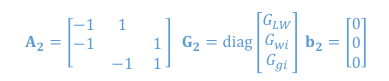 A₂ = [-1 1
-1 1
-1 1] G₂ = diag [G_LW
G_wi
G_gi] b₂ = [0
0
0]